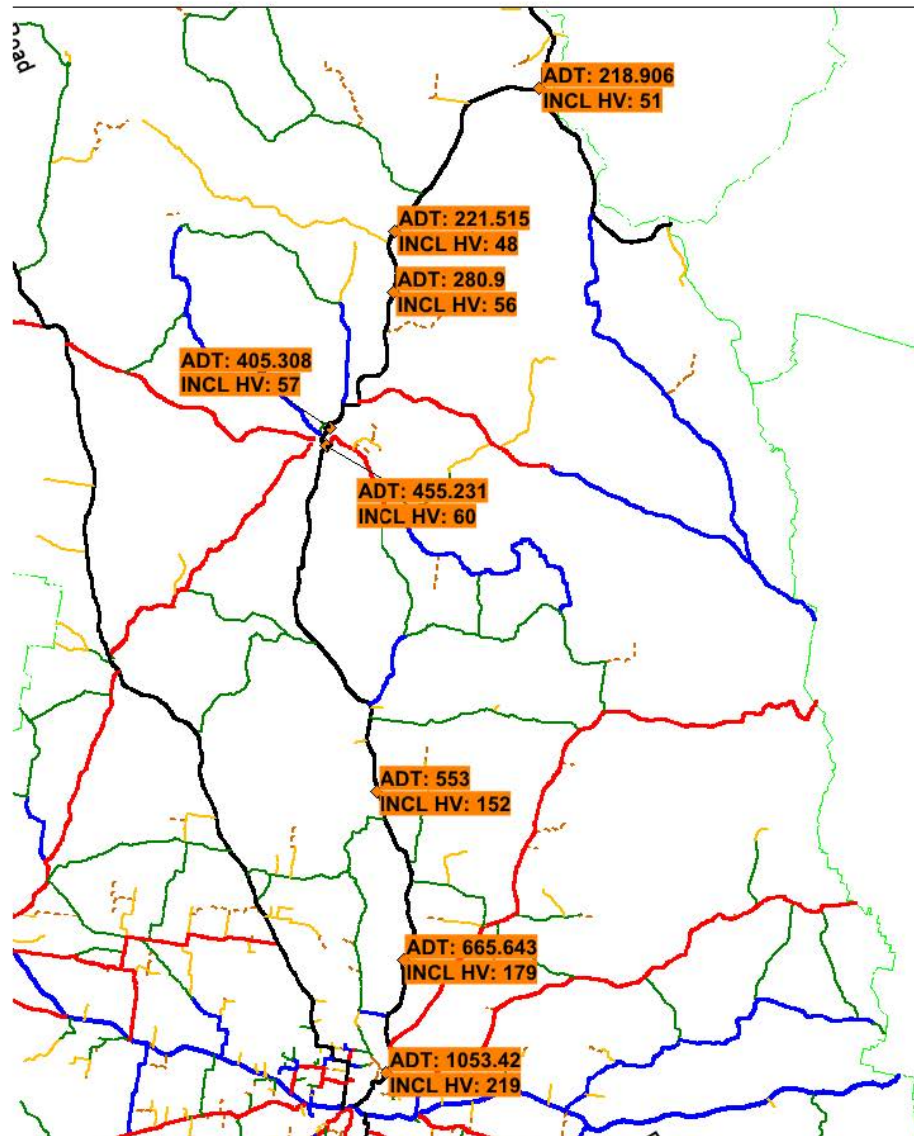 Road
ADT: 218.906
INCL HV: 51
ADT: 221.515
INCL HV: 48
ADT: 280.9
INCL HV: 56
ADT: 405.308
INCL HV: 57
ADT: 455.231
INCL HV: 60
ADT: 553
INCL HV: 152
ADT: 665.643
INCL HV: 179
ADT: 1053.42
INCL HV: 219